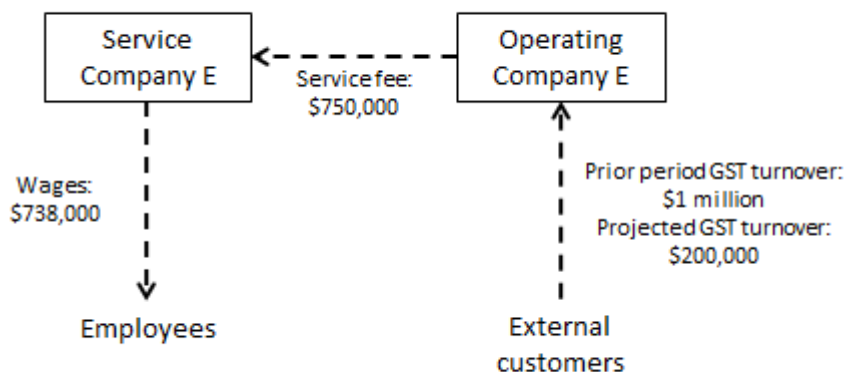 Service
Company E
Operating
Company E
Service fee:
$750,000
Wages:
$738,000
Prior period GST turnover:
$1 million
Projected GST turnover:
$200,000
Employees
External
customers